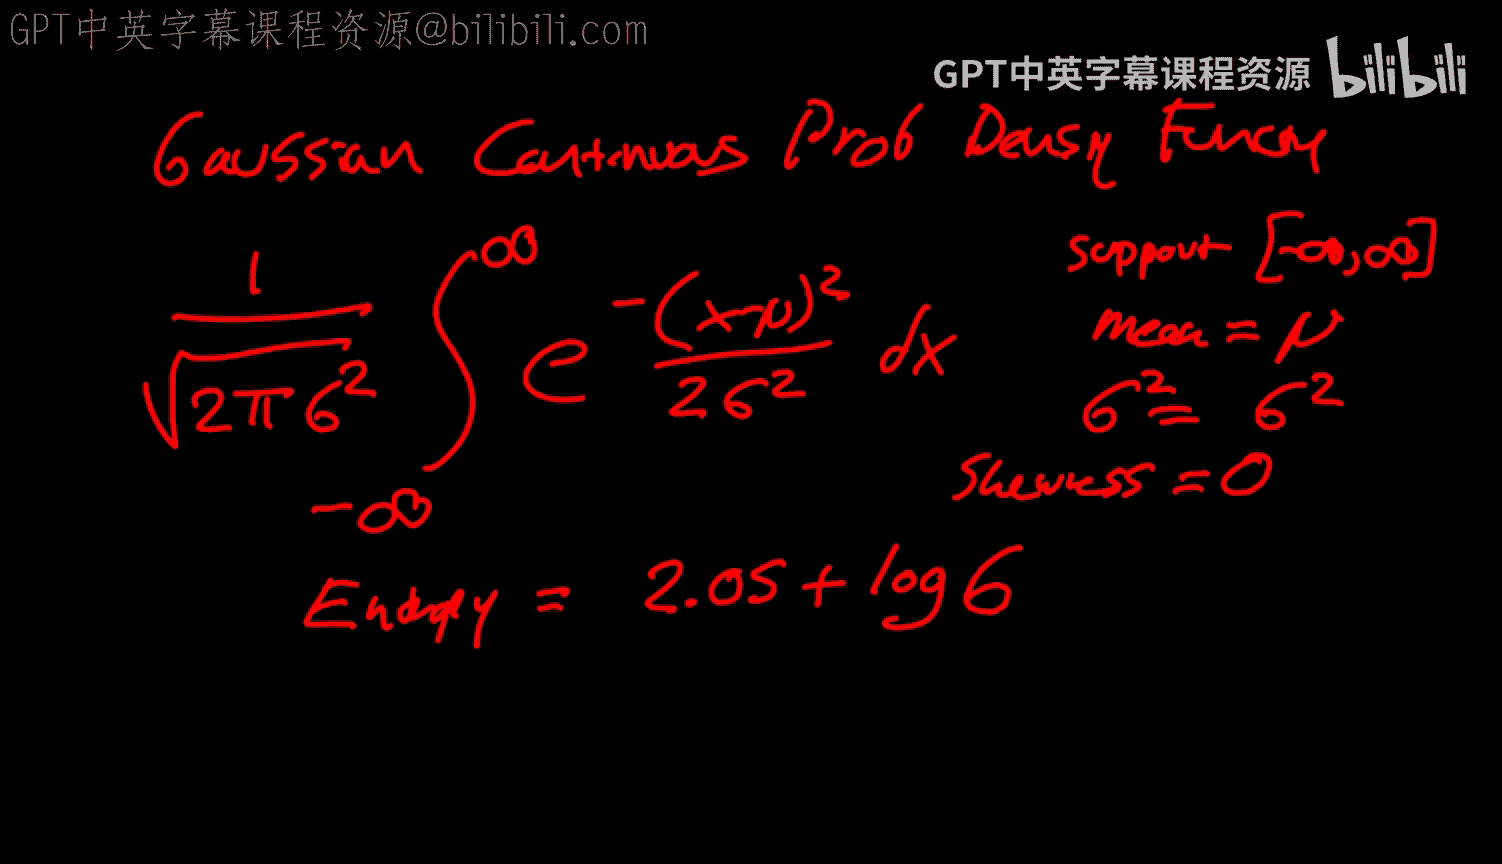 GPT中英字幕课程资源@bilibili.com
GPT中英字幕课程资源 bilibili
Gaussian Continuous Prob Density Function
1/√(2πσ²) ∫_{-∞}^{∞} e^{-(x-μ)²/2σ²} dx
support [-∞,∞]
mean = μ
σ² = σ²
Skewness = 0
Entropy = 2.05 + log σ